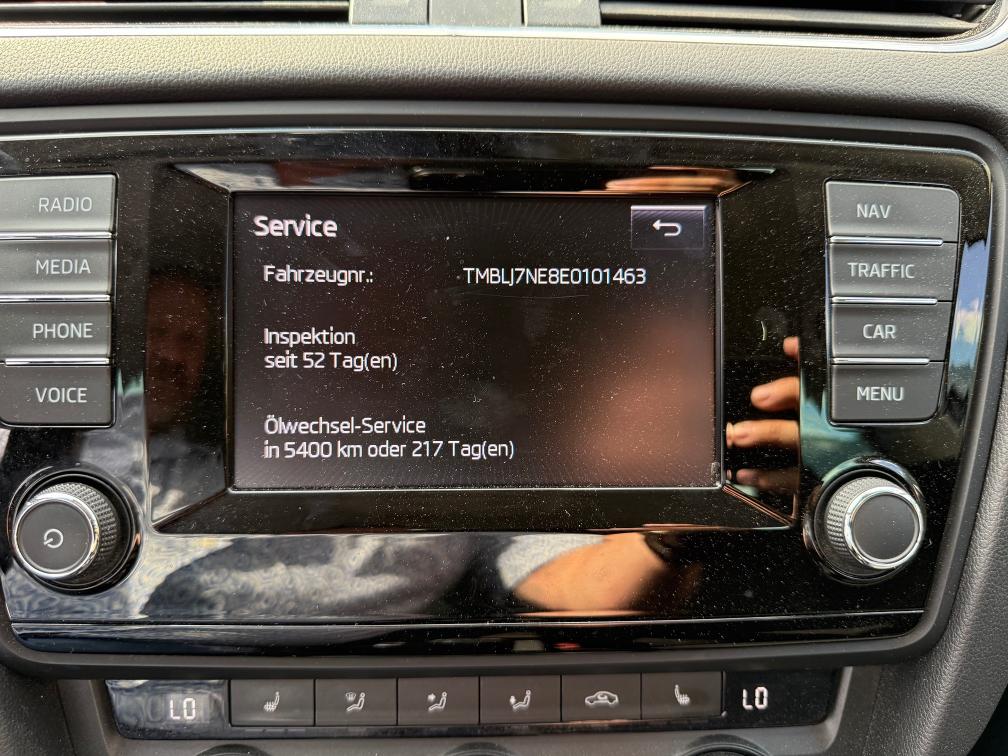 Service
Fahrzeugnr.: TMBLJ7NE8E0101463
Inspektion
seit 52 Tag(en)
Ölwechsel-Service
in 5400 km oder 217 Tag(en)
RADIO
MEDIA
PHONE
VOICE
NAV
TRAFFIC
CAR
MENU
LO
LO